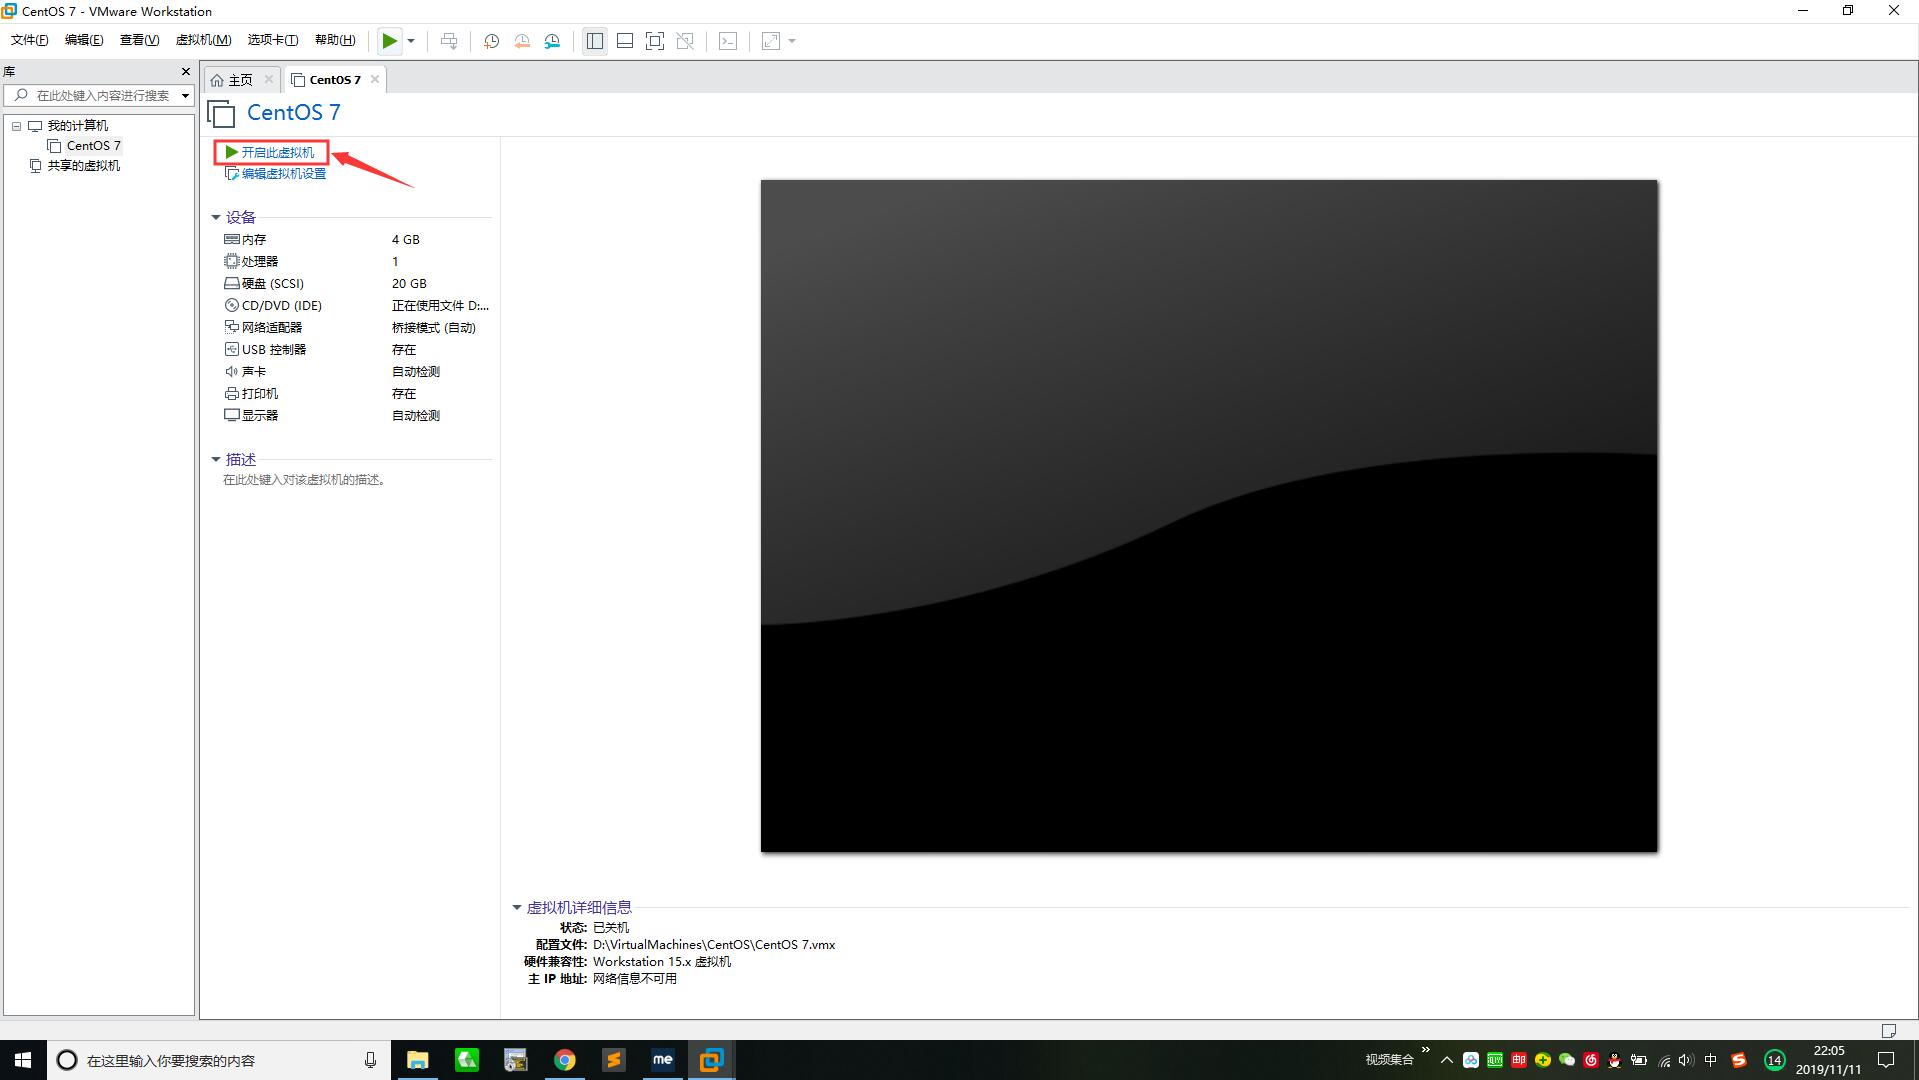 CentOS 7 - VMware Workstation
文件(F) 编辑(E) 查看(V) 虚拟机(M) 选项卡(T) 帮助(H)
库
在此处键入内容进行搜索
我的计算机
CentOS 7
共享的虚拟机
主页
CentOS 7
CentOS 7
开启此虚拟机
编辑虚拟机设置
设备
内存 4 GB
处理器 1
硬盘 (SCSI) 20 GB
CD/DVD (IDE) 正在使用文件 D:...
网络适配器 桥接模式 (自动)
USB 控制器 存在
声卡 自动检测
打印机 存在
显示器 自动检测
描述
在此处键入对该虚拟机的描述。
虚拟机详细信息
状态: 已关机
配置文件: D:\VirtualMachines\CentOS\CentOS 7.vmx
硬件兼容性: Workstation 15.x 虚拟机
主 IP 地址: 网络信息不可用
在这里输入你要搜索的内容
me
视频集合
中
14
22:05
2019/11/11